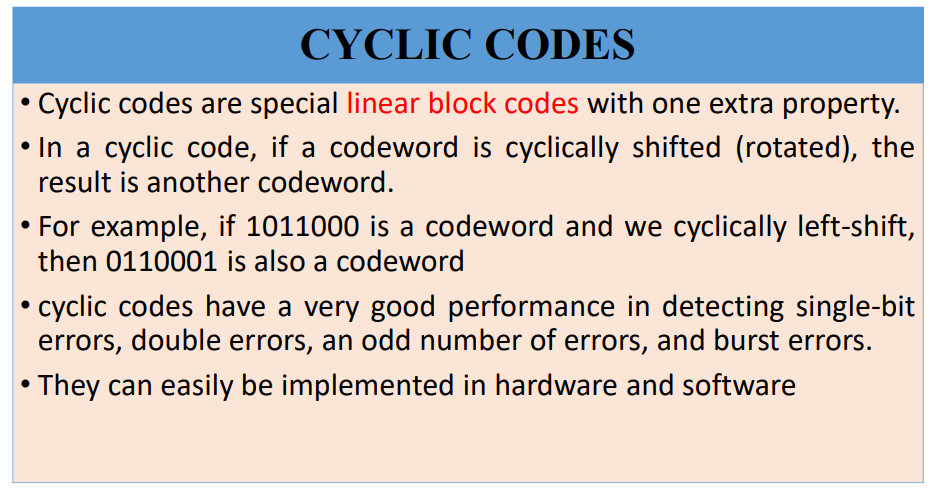 CYCLIC CODES
• Cyclic codes are special linear block codes with one extra property.
• In a cyclic code, if a codeword is cyclically shifted (rotated), the
result is another codeword.
• For example, if 1011000 is a codeword and we cyclically left-shift,
then 0110001 is also a codeword
• cyclic codes have a very good performance in detecting single-bit
errors, double errors, an odd number of errors, and burst errors.
• They can easily be implemented in hardware and software